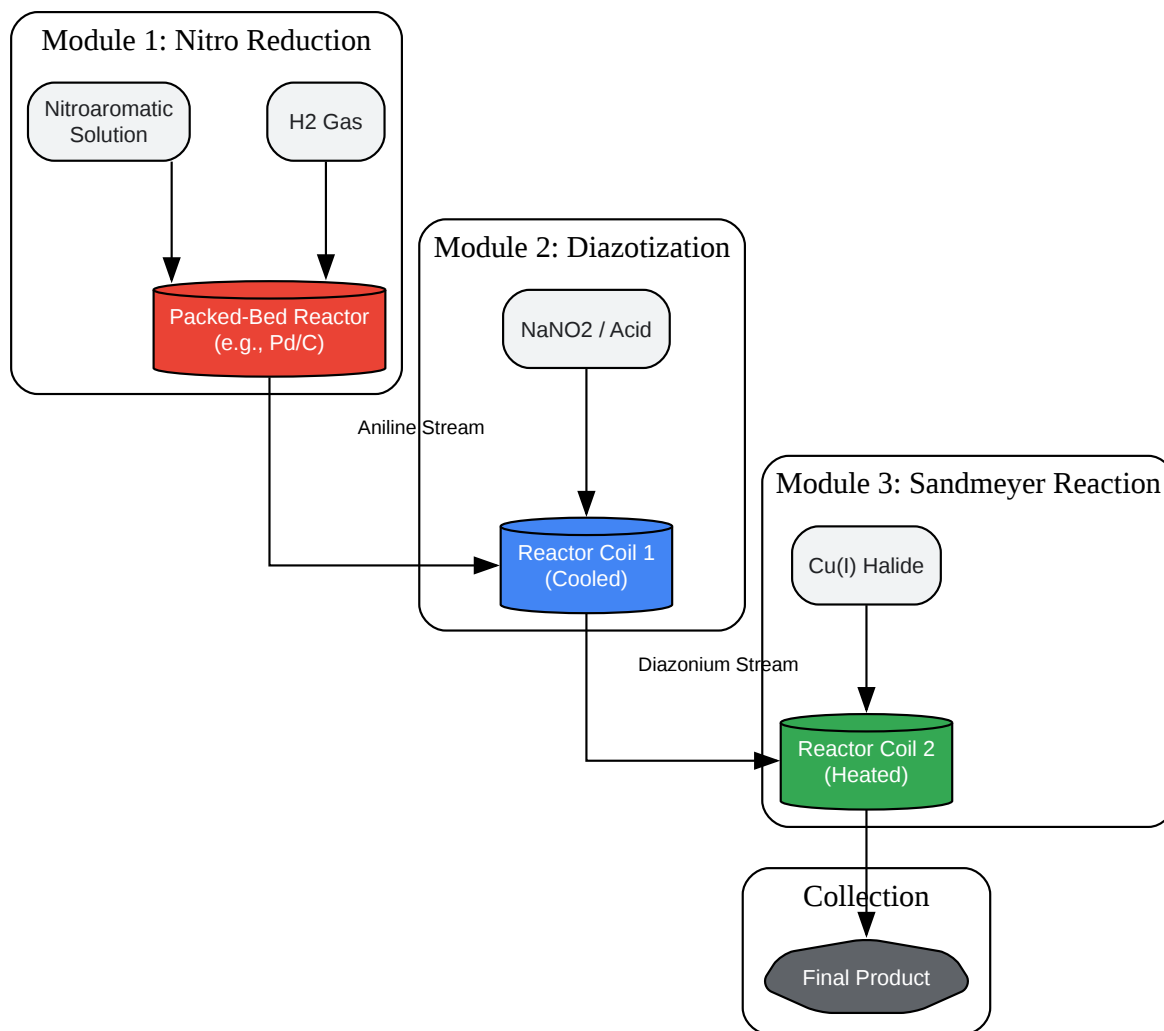 Module 1: Nitro Reduction
Nitroaromatic
Solution
H2 Gas
Packed-Bed Reactor
(e.g., Pd/C)
Aniline Stream
Module 2: Diazotization
NaNO2 / Acid
Reactor Coil 1
(Cooled)
Diazonium Stream
Module 3: Sandmeyer Reaction
Cu(I) Halide
Reactor Coil 2
(Heated)
Collection
Final Product